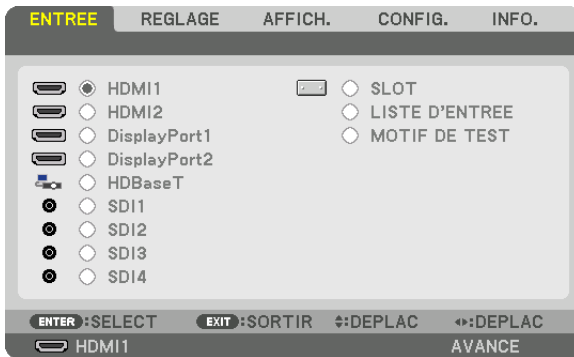 ENTREE REGLAGE AFFICH. CONFIG. INFO.
HDMI1
HDMI2
DisplayPort1
DisplayPort2
HDBaseT
SDI1
SDI2
SDI3
SDI4
SLOT
LISTE D'ENTREE
MOTIF DE TEST
ENTER :SELECT EXIT :SORTIR :DEPLAC :DEPLAC
HDMI1 AVANCE